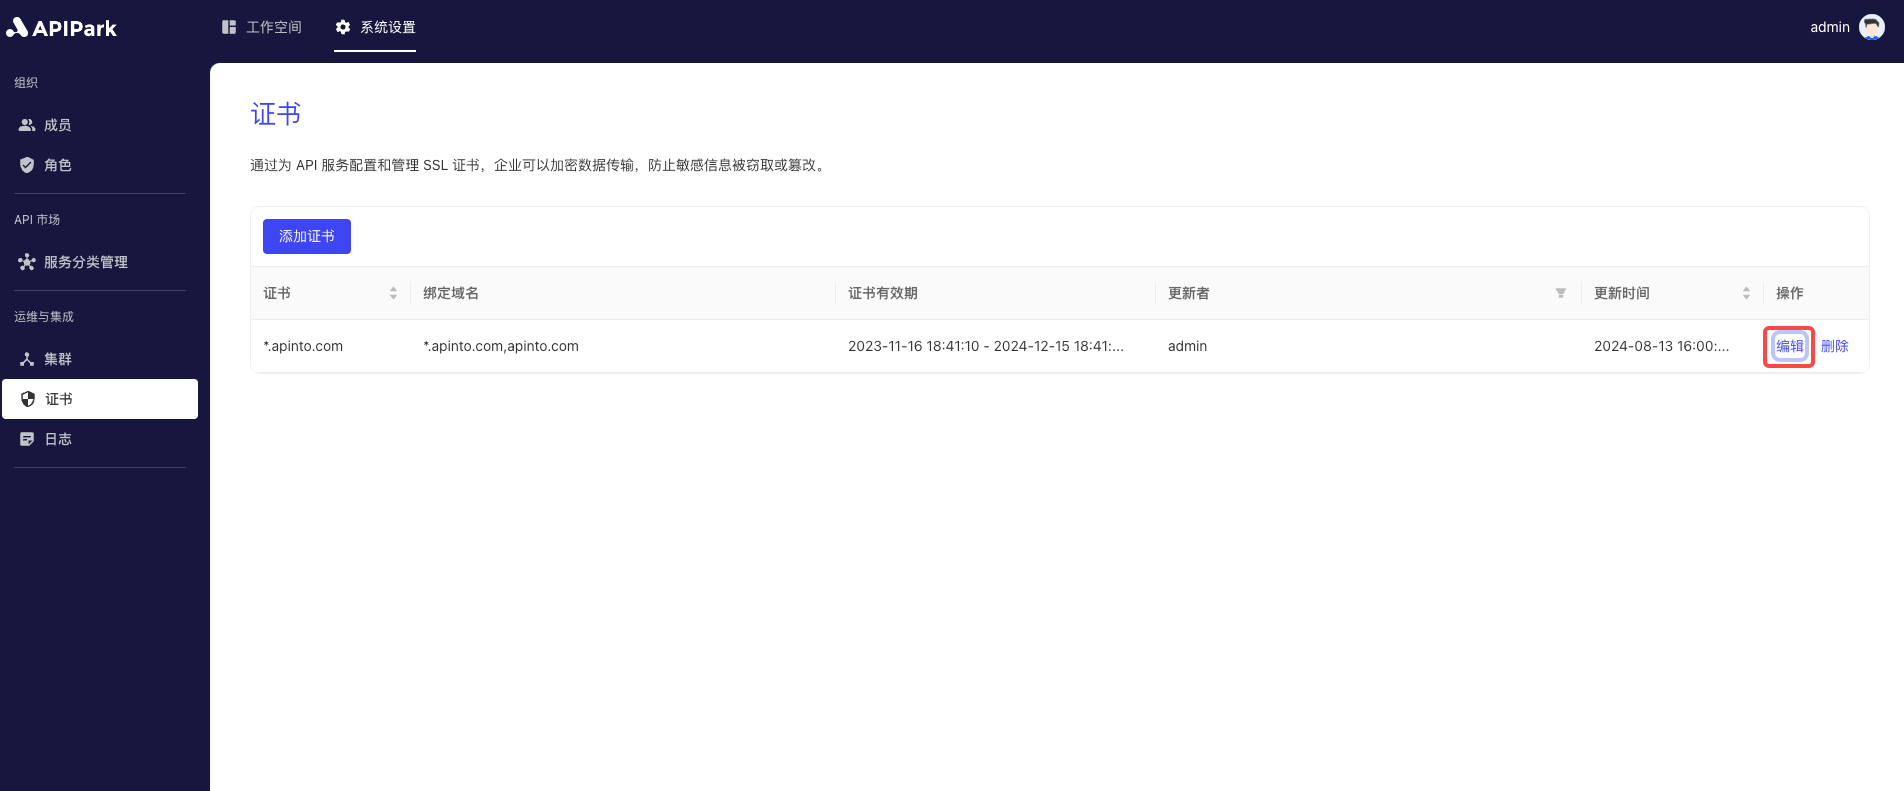 APIPark
工作空间
系统设置
admin
组织
成员
角色
API 市场
服务分类管理
运维与集成
集群
证书
日志
证书
通过为 API 服务配置和管理 SSL 证书，企业可以加密数据传输，防止敏感信息被窃取或篡改。
添加证书
证书 绑定域名 证书有效期 更新者 更新时间 操作
*.apinto.com *.apinto.com,apinto.com 2023-11-16 18:41:10 - 2024-12-15 18:41:... admin 2024-08-13 16:00:... 编辑 删除